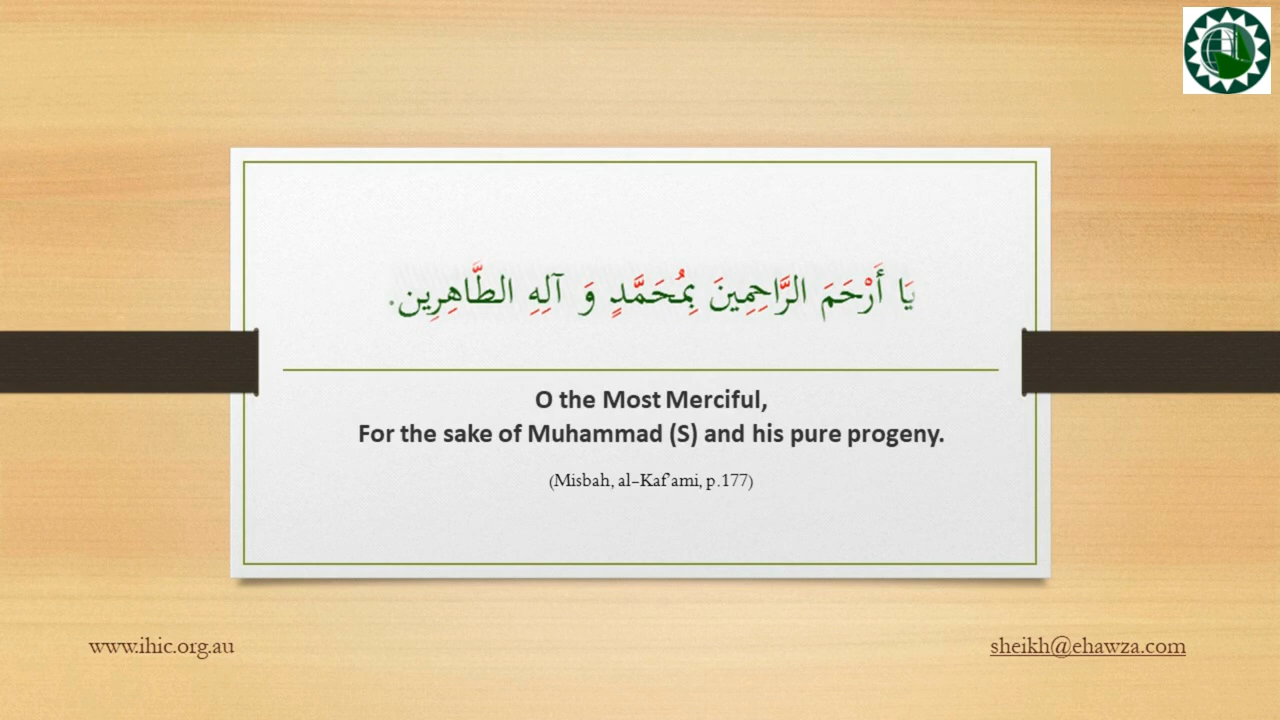 يَا أَرْحَمَ الرَّاحِمِينَ بِمُحَمَّدٍ وَ آلِهِ الطَّاهِرِين.
O the Most Merciful,
For the sake of Muhammad (S) and his pure progeny.
(Misbah, al-Kaf'ami, p.177)
www.ihic.org.au
sheikh@ehawza.com